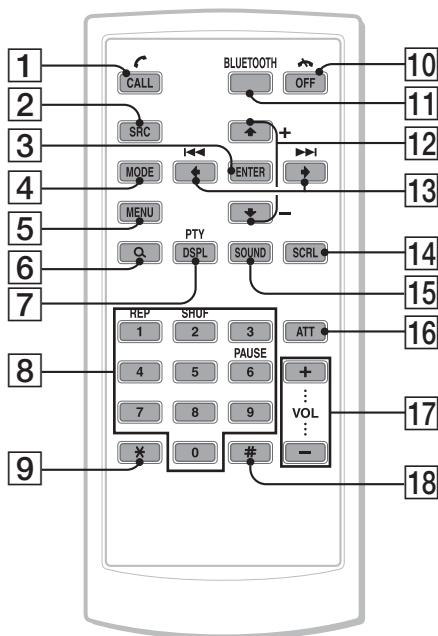 1
CALL
BLUETOOTH
OFF
10
11
2
SRC
+
12
3
ENTER
4
MODE
13
5
MENU
–
PTY
6
DSPL
SOUND
SCRL
14
7
15
REP
SHUF
1
2
3
ATT
16
PAUSE
8
4
5
6
+
7
8
9
VOL
17
9
*
0
#
–
18